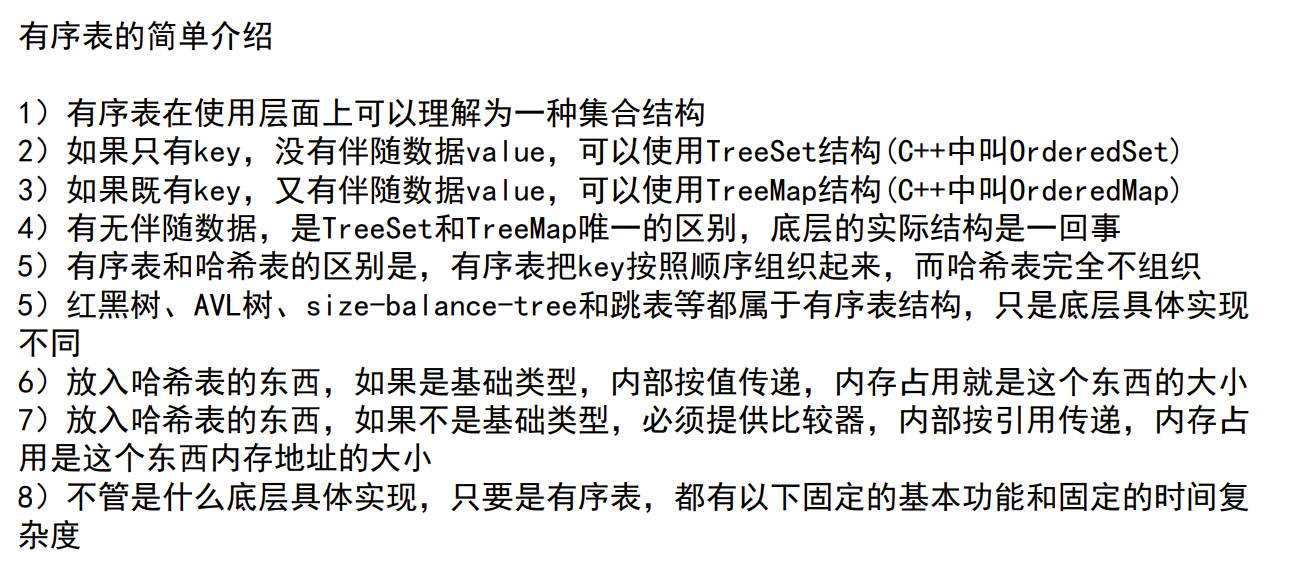 有序表的简单介绍
1）有序表在使用层面上可以理解为一种集合结构
2）如果只有key，没有伴随数据value，可以使用TreeSet结构(C++中叫OrderedSet)
3）如果既有key，又有伴随数据value，可以使用TreeMap结构(C++中叫OrderedMap)
4）有无伴随数据，是TreeSet和TreeMap唯一的区别，底层的实际结构是一回事
5）有序表和哈希表的区别是，有序表把key按照顺序组织起来，而哈希表完全不组织
5）红黑树、AVL树、size-balance-tree和跳表等都属于有序表结构，只是底层具体实现
不同
6）放入哈希表的东西，如果是基础类型，内部按值传递，内存占用就是这个东西的大小
7）放入哈希表的东西，如果不是基础类型，必须提供比较器，内部按引用传递，内存占
用是这个东西内存地址的大小
8）不管是什么底层具体实现，只要是有序表，都有以下固定的基本功能和固定的时间复
杂度